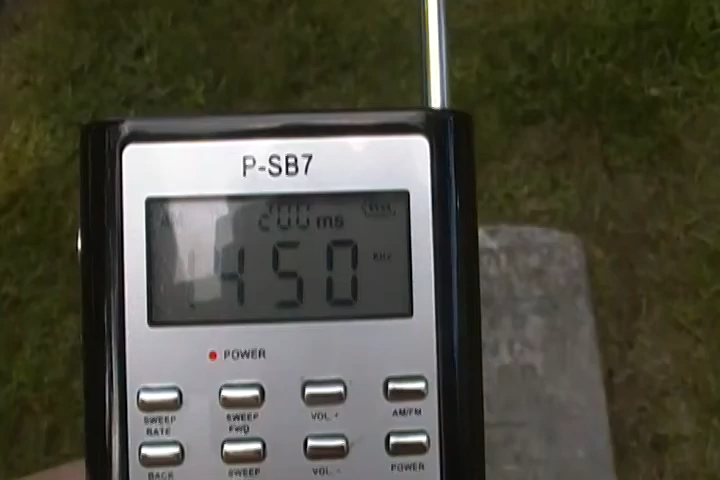 P-SB7
200 ms
1450 KHz
POWER
SWEEP RATE
SWEEP FWD
VOL +
AM/FM
BACK
SWEEP
VOL -
POWER